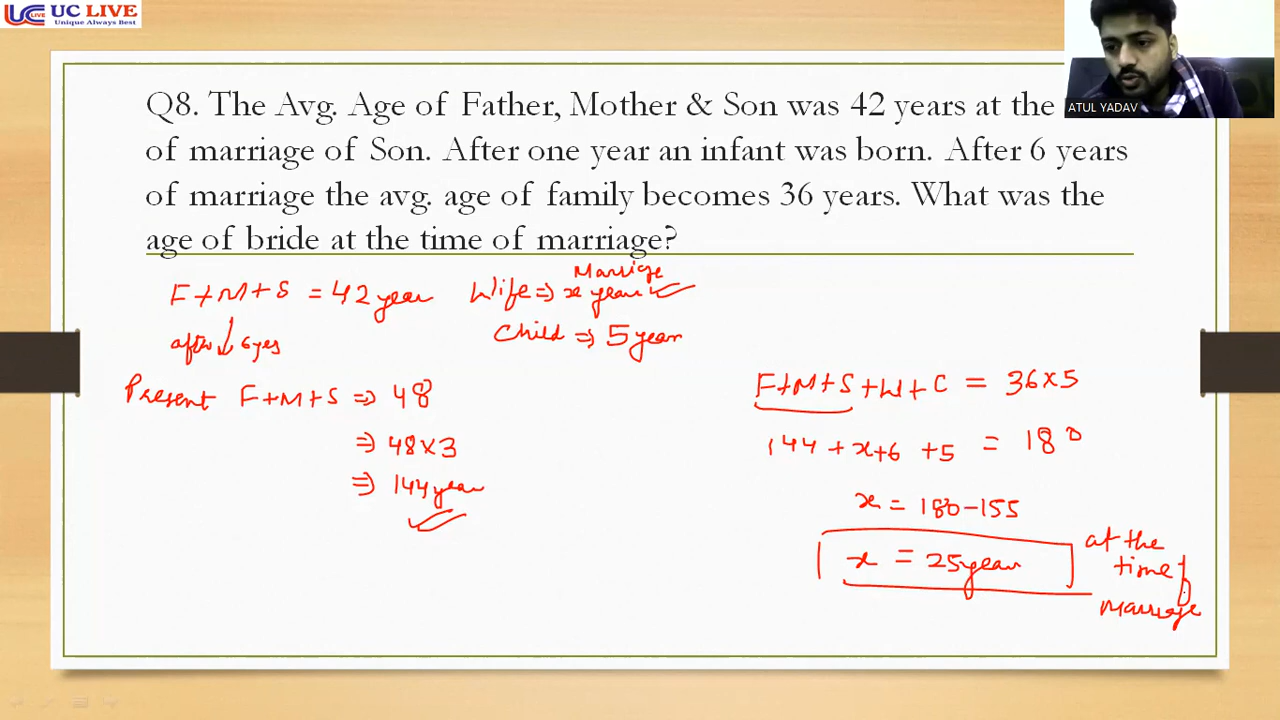 UC LIVE
Unique Always Best
ATUL YADAV
Q8. The Avg. Age of Father, Mother & Son was 42 years at the
of marriage of Son. After one year an infant was born. After 6 years
of marriage the avg. age of family becomes 36 years. What was the
age of bride at the time of marriage?
F+M+S = 42 year
after 6 yes
Present F+M+S ⇒ 48
⇒ 48×3
⇒ 144 year
Marriage
Wife ⇒ x year
Child ⇒ 5 year
F+M+S+W+C = 36×5
144 + x+6 +5 = 180
x = 180-155
x = 25 year
at the
time of
marriage